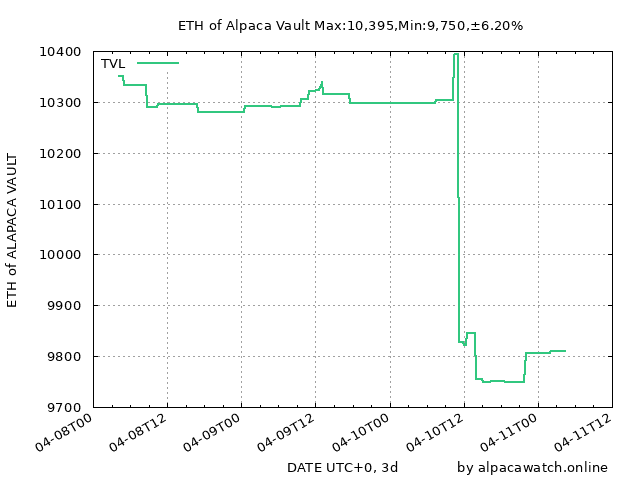 ETH of Alpaca Vault Max:10,395,Min:9,750,±6.20%
TVL
ETH of ALAPACA VAULT
10400
10300
10200
10100
10000
9900
9800
9700
04-08T00
04-08T12
04-09T00
04-09T12
04-10T00
04-10T12
04-11T00
04-11T12
DATE UTC+0, 3d
by alpacawatch.online